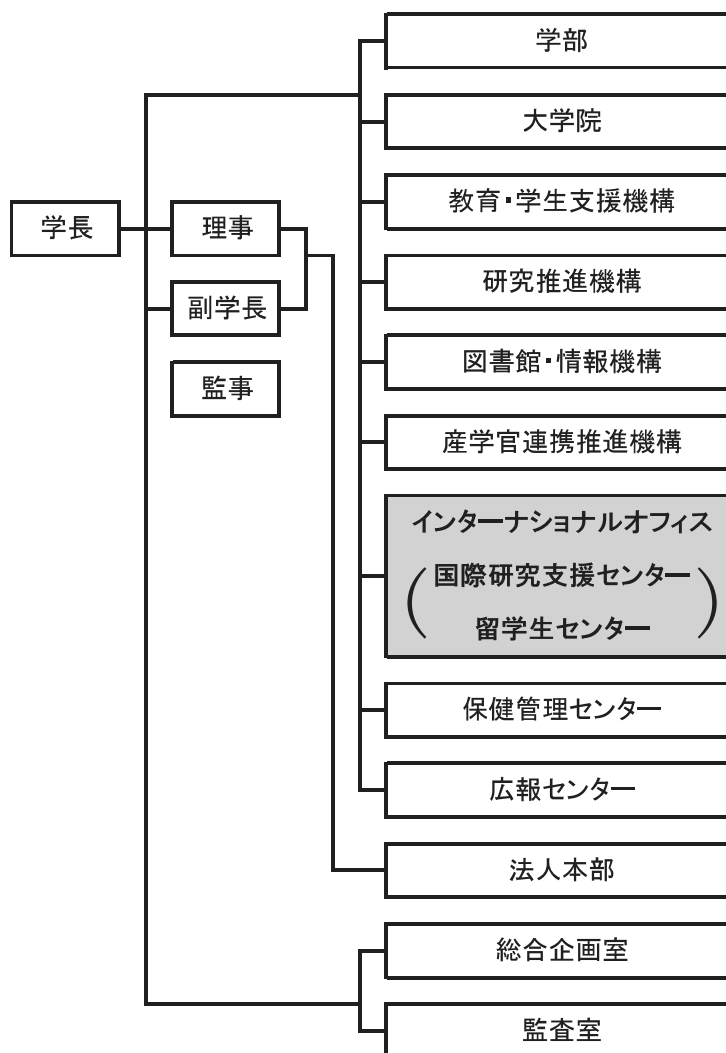 学長
理事
副学長
監事
学部
大学院
教育・学生支援機構
研究推進機構
図書館・情報機構
産学官連携推進機構
インターナショナルオフィス
(国際研究支援センター
留学生センター)
保健管理センター
広報センター
法人本部
総合企画室
監査室